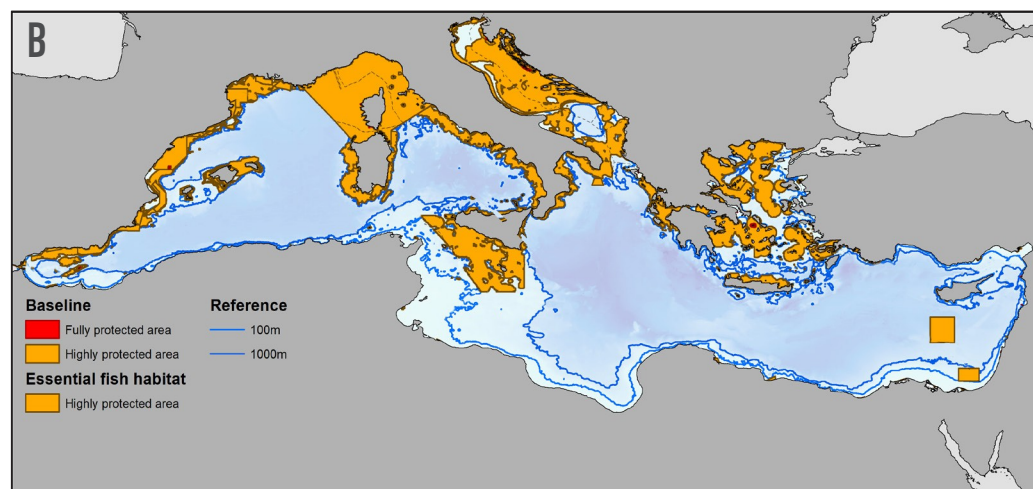 B
Baseline
Fully protected area
Highly protected area
Essential fish habitat
Highly protected area
Reference
100m
1000m